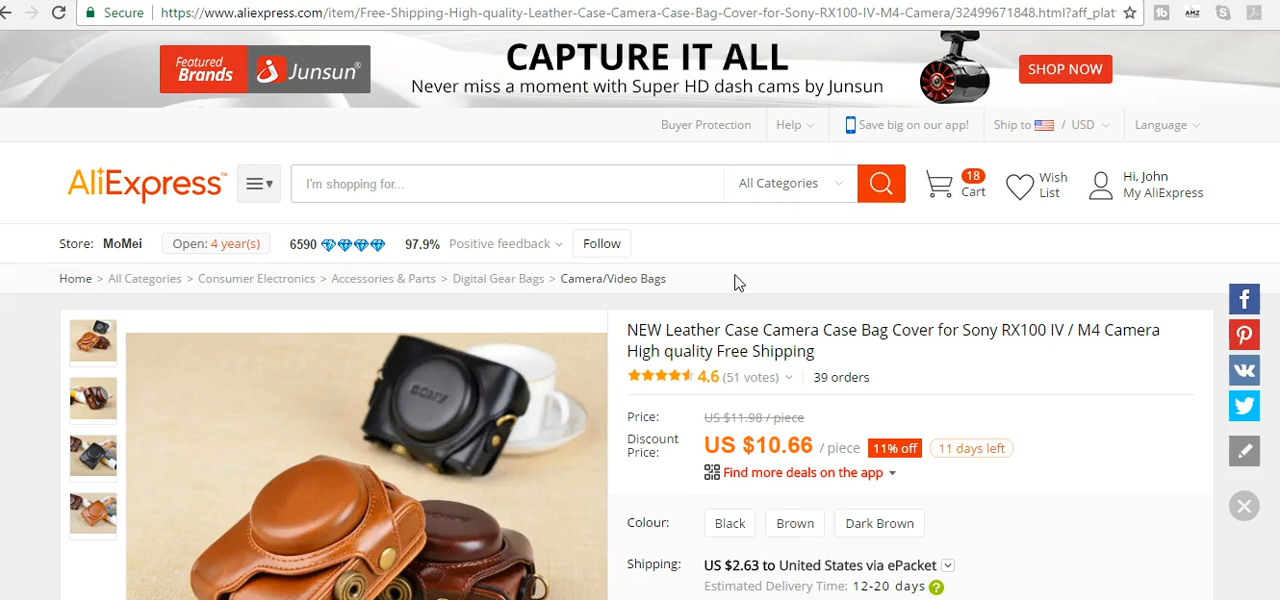 Secure https://www.aliexpress.com/item/Free-Shipping-High-quality-Leather-Case-Camera-Case-Bag-Cover-for-Sony-RX100-IV-M4-Camera/32499671848.html?aff_plat
AMZ
Featured Brands
Junsun®
CAPTURE IT ALL
Never miss a moment with Super HD dash cams by Junsun
SHOP NOW
Buyer Protection Help Save big on our app! Ship to / USD Language
AliExpress™
I'm shopping for... All Categories
18
Cart
Wish
List
Hi, John
My AliExpress
Store: MoMei Open: 4 year(s) 6590 97.9% Positive feedback Follow
Home > All Categories > Consumer Electronics > Accessories & Parts > Digital Gear Bags > Camera/Video Bags
SONY
NEW Leather Case Camera Case Bag Cover for Sony RX100 IV / M4 Camera
High quality Free Shipping
4.6 (51 votes) 39 orders
Price: US $11.98 / piece
Discount
Price: US $10.66 / piece 11% off 11 days left
Find more deals on the app
Colour: Black Brown Dark Brown
Shipping: US $2.63 to United States via ePacket
Estimated Delivery Time: 12-20 days ?